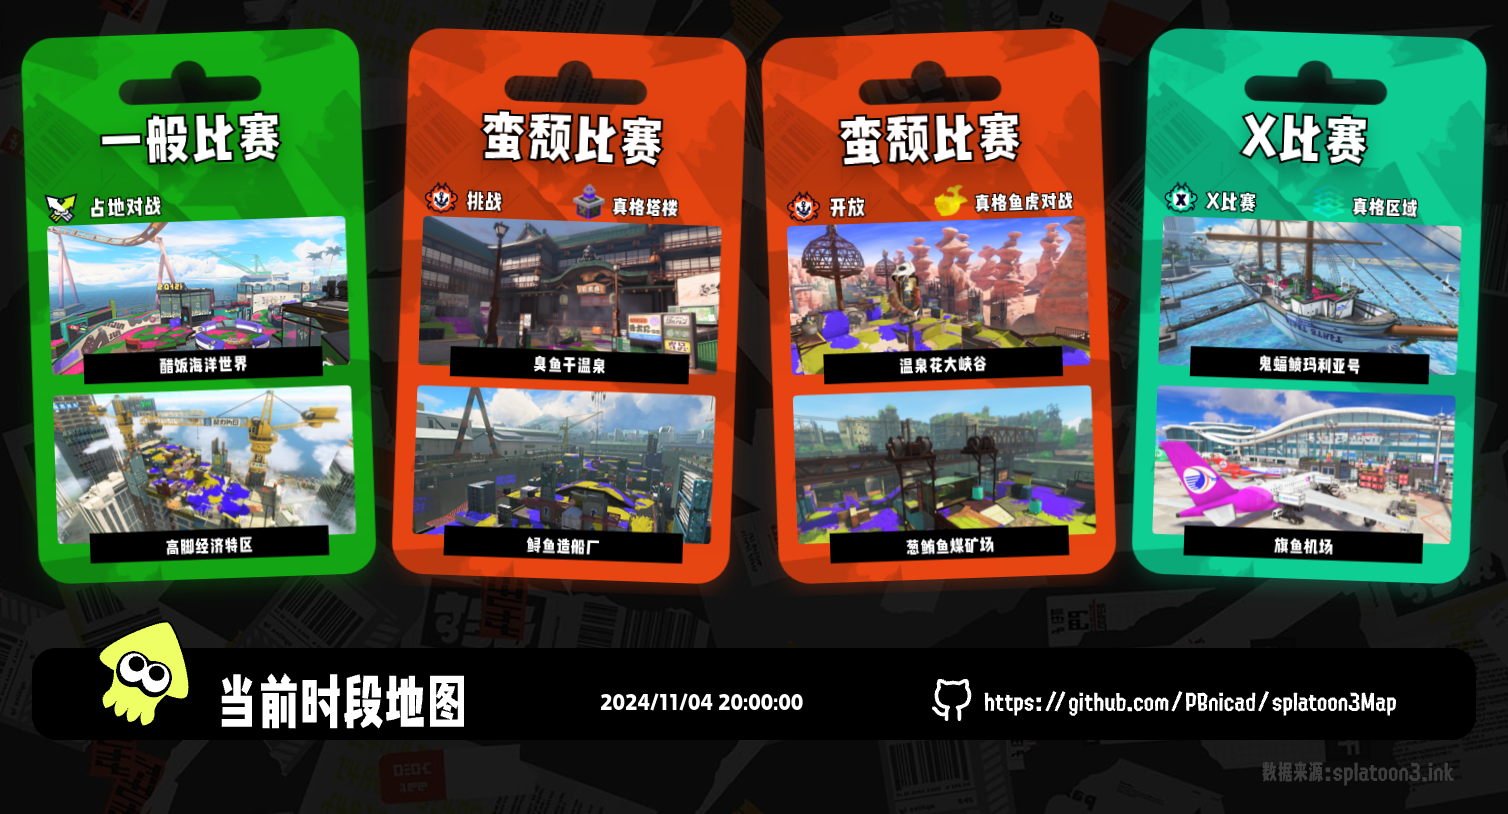 一般比赛
占地对战
醋饭海洋世界
高脚经济特区
蛮颓比赛
挑战
真格塔楼
臭鱼干温泉
鲟鱼造船厂
蛮颓比赛
开放
真格鱼虎对战
温泉花大峡谷
葱鲔鱼煤矿场
X比赛
X比赛
真格区域
鬼蝠鲼玛利亚号
旗鱼机场
当前时段地图
2024/11/04 20:00:00
https://github.com/PBnicad/splatoon3Map
数据来源:splatoon3.ink